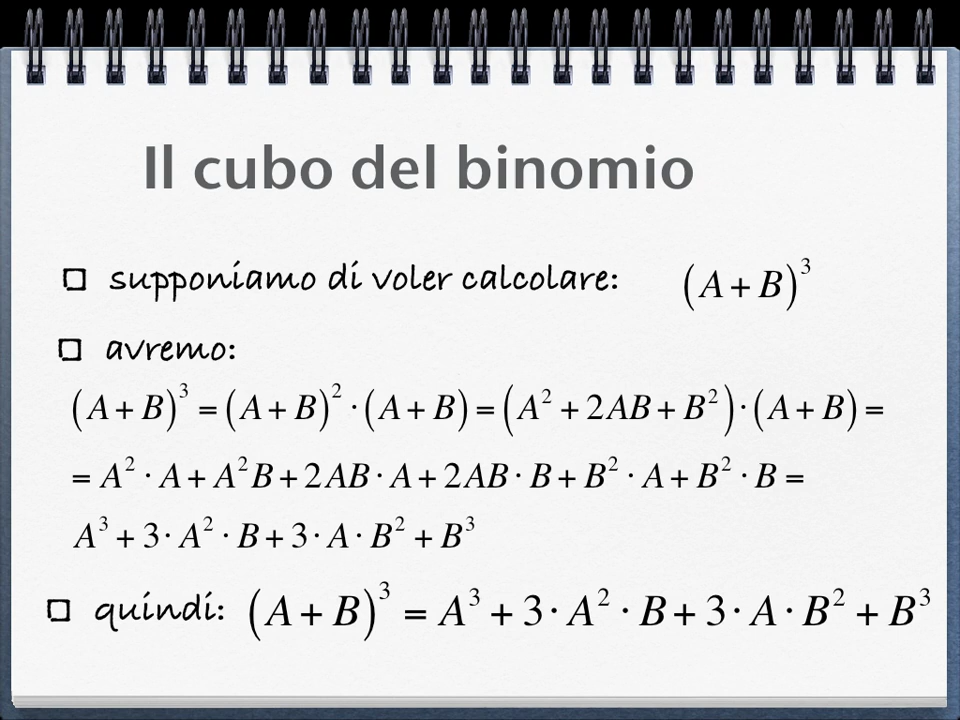 Il cubo del binomio
supponiamo di voler calcolare: (A + B)³
avremo:
(A + B)³ = (A + B)² · (A + B) = (A² + 2AB + B²) · (A + B) =
= A² · A + A²B + 2AB · A + 2AB · B + B² · A + B² · B =
A³ + 3 · A² · B + 3 · A · B² + B³
quindi: (A + B)³ = A³ + 3 · A² · B + 3 · A · B² + B³